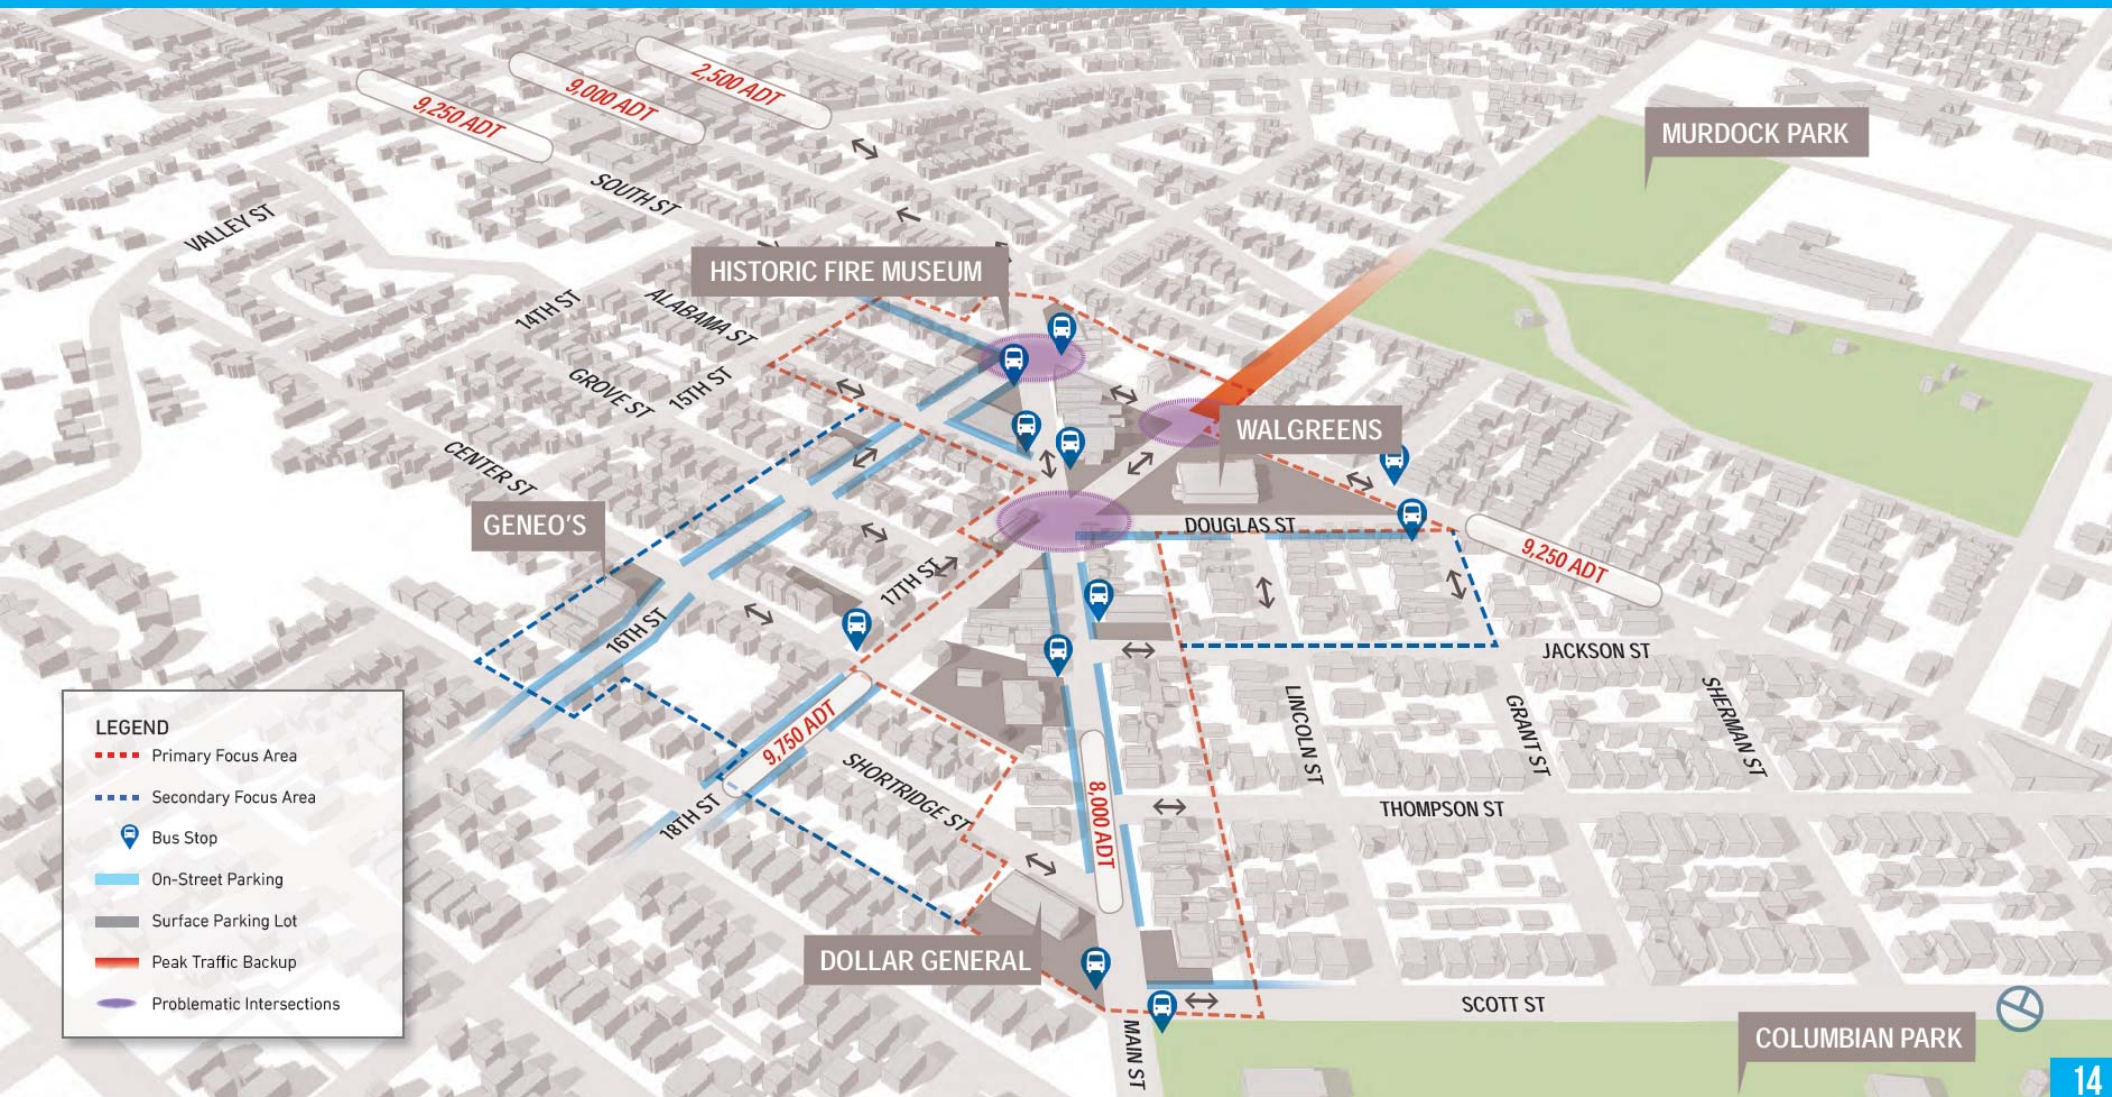 2,500 ADT
9,000 ADT
9,250 ADT
MURDOCK PARK
SOUTH ST
VALLEY ST
HISTORIC FIRE MUSEUM
14TH ST
ALABAMA ST
GROVE ST
15TH ST
WALGREENS
CENTER ST
GENEO'S
DOUGLAS ST
9,250 ADT
17TH ST
16TH ST
JACKSON ST
LINCOLN ST
GRANT ST
SHERMAN ST
9,750 ADT
SHORTRIDGE ST
18TH ST
8,000 ADT
THOMPSON ST
DOLLAR GENERAL
SCOTT ST
MAIN ST
COLUMBIAN PARK
LEGEND
Primary Focus Area
Secondary Focus Area
Bus Stop
On-Street Parking
Surface Parking Lot
Peak Traffic Backup
Problematic Intersections
14